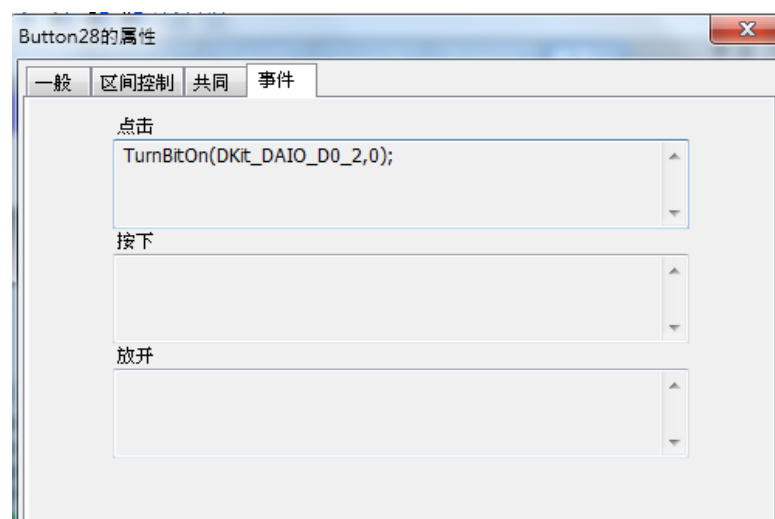 Button28的属性
一般 区间控制 共同 事件
点击
TurnBitOn(DKit_DAIO_D0_2,0);
按下
放开